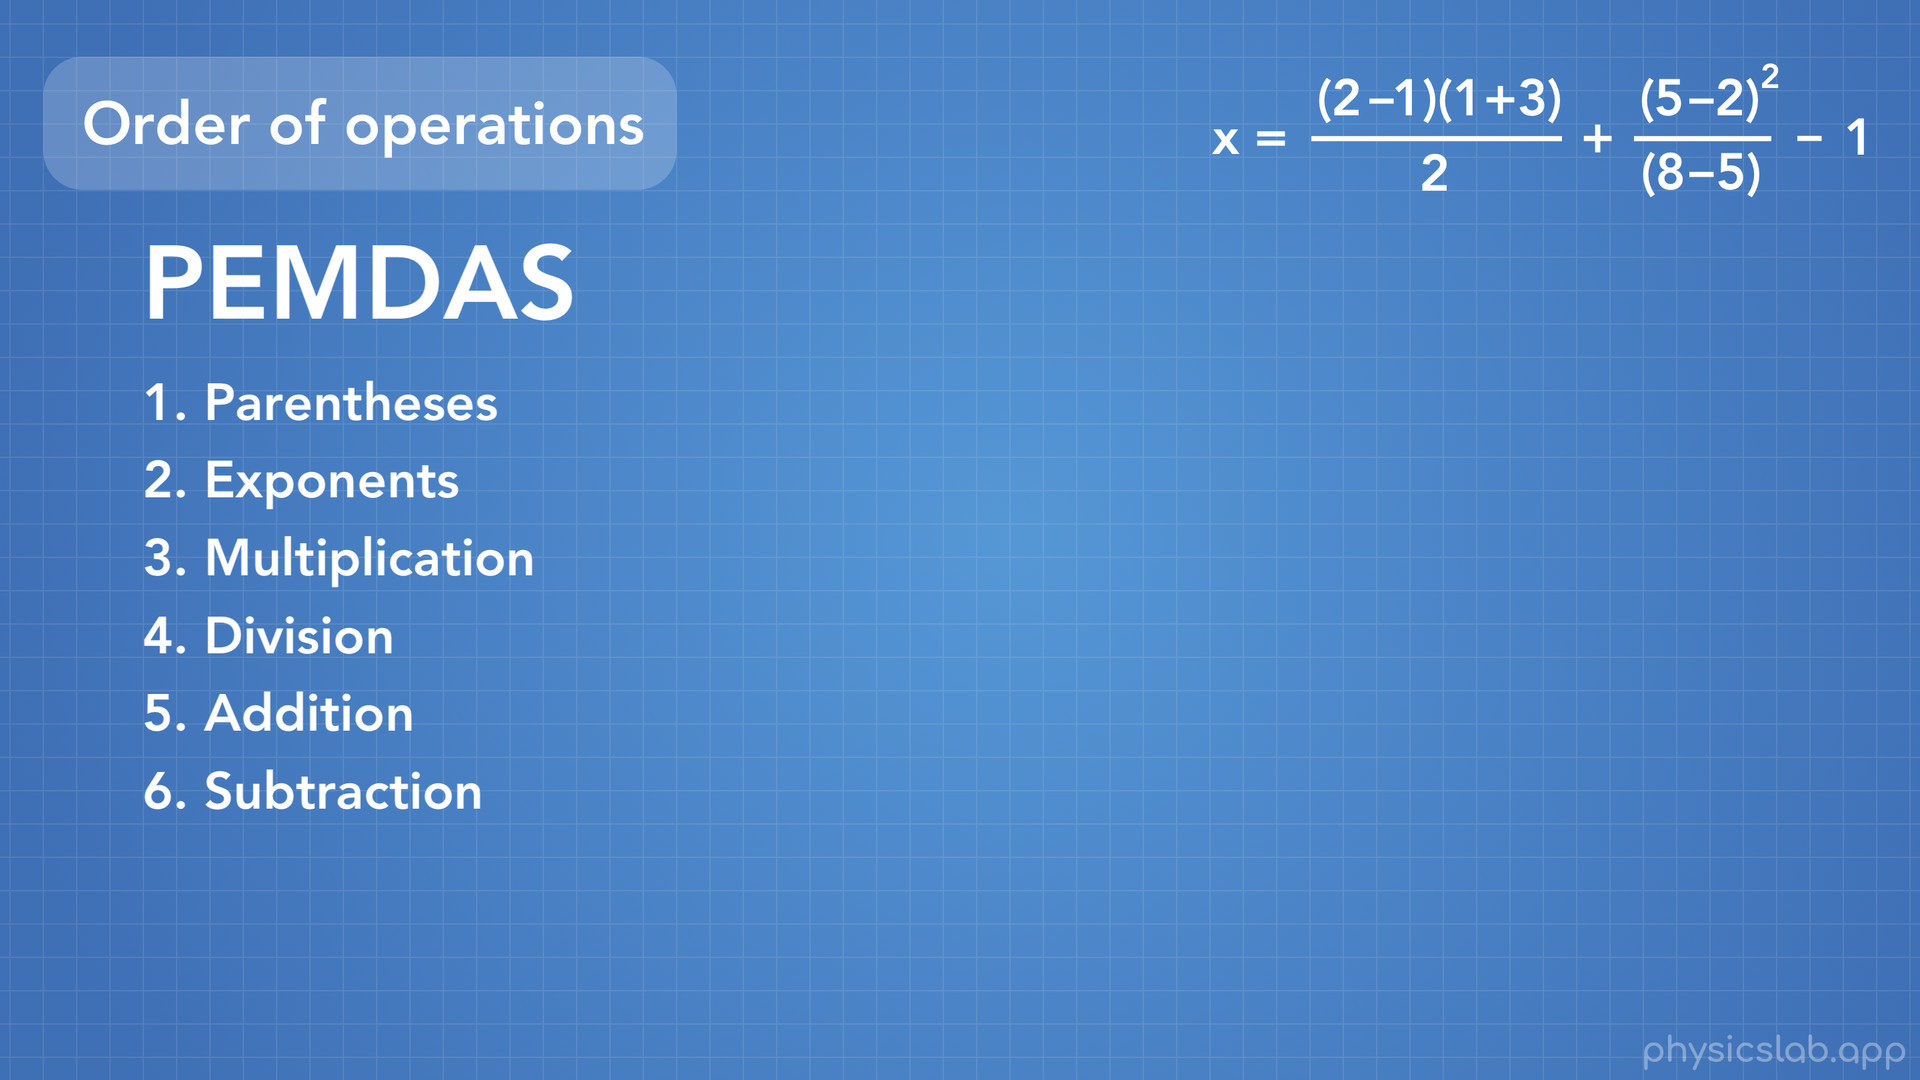 Order of operations
x = (2−1)(1+3)/2 + (5−2)²/(8−5) − 1
PEMDAS
1. Parentheses
2. Exponents
3. Multiplication
4. Division
5. Addition
6. Subtraction
physicslab.app